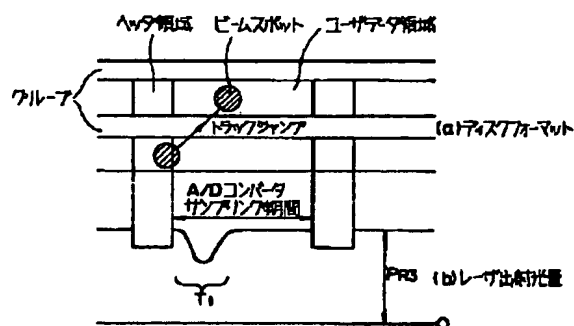 ヘッダ領域 ビームスポット ユーザデータ領域
グループ
トラックジャンプ
(a)ディスクフォーマット
A/Dコンバータ
サンプリング期間
T1
PR3
(b)レーザ出射光量